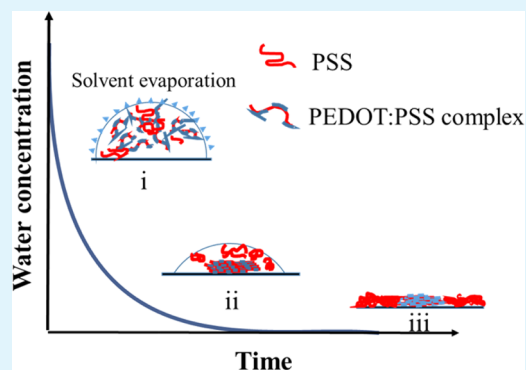 Water concentration
Solvent evaporation
PSS
PEDOT:PSS complex
i
ii
iii
Time